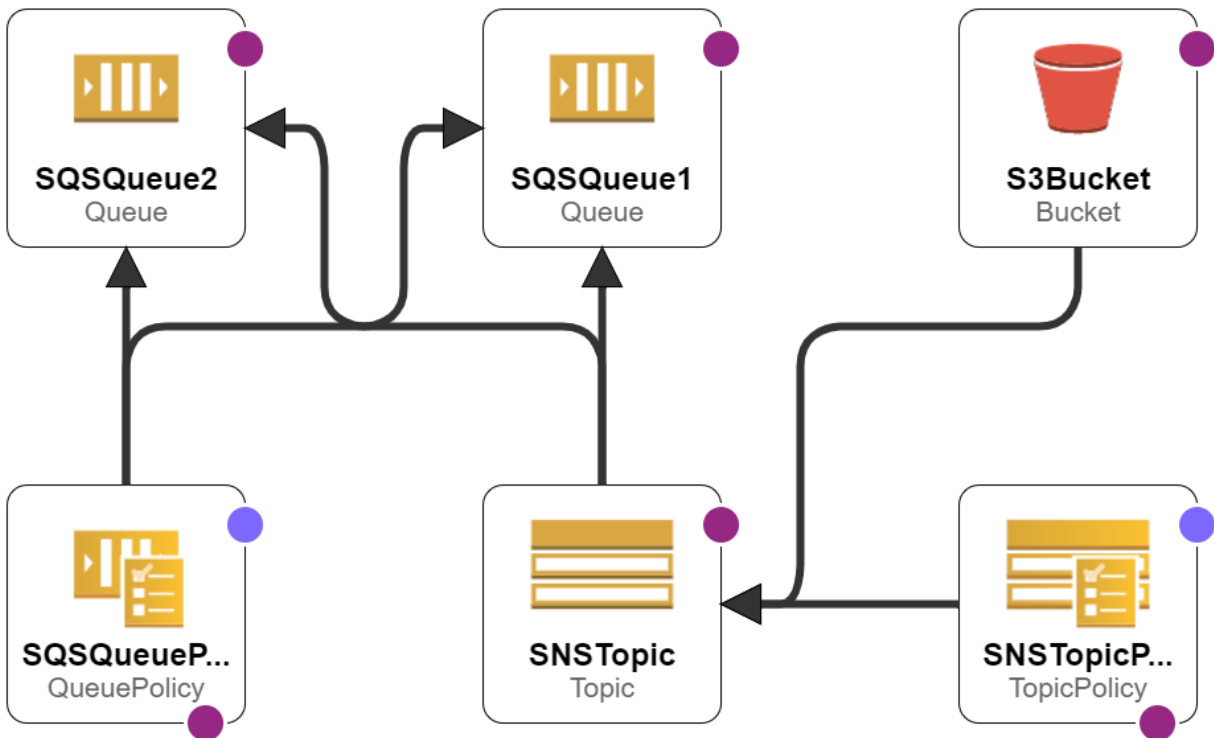 SQSQueue2
Queue
SQSQueue1
Queue
S3Bucket
Bucket
SQSQueueP...
QueuePolicy
SNSTopic
Topic
SNSTopicP...
TopicPolicy